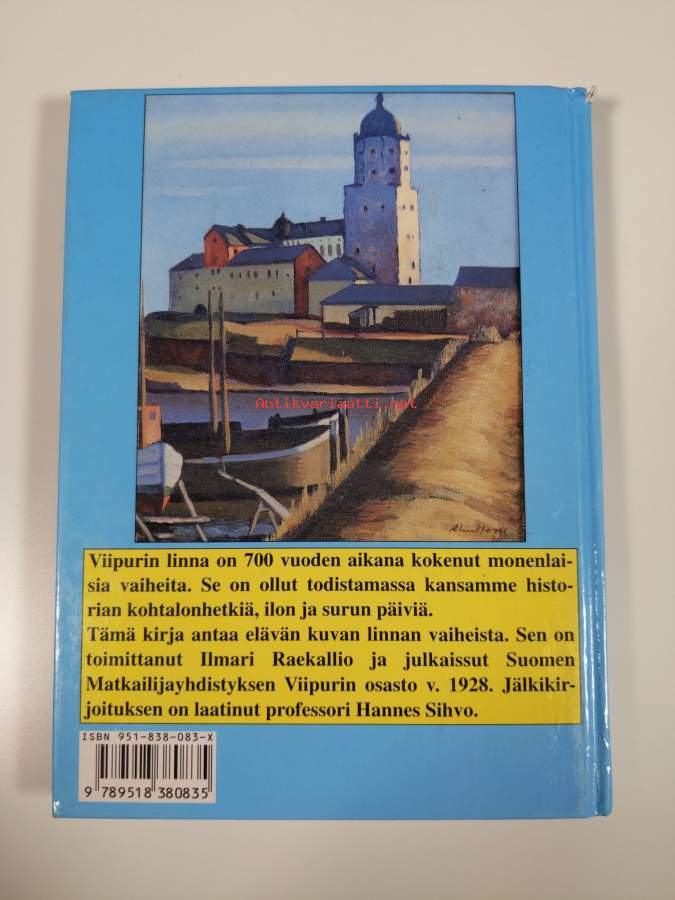 Antikvariaatti.net
Viipurin linna on 700 vuoden aikana kokenut monenlai-
sia vaiheita. Se on ollut todistamassa kansamme histo-
rian kohtalonhetkiä, ilon ja surun päiviä.
Tämä kirja antaa elävän kuvan linnan vaiheista. Sen on
toimittanut Ilmari Raekallio ja julkaissut Suomen
Matkailijayhdistyksen Viipurin osasto v. 1928. Jälkikir-
joituksen on laatinut professori Hannes Sihvo.
ISBN 951-838-083-X
9 789518 380835